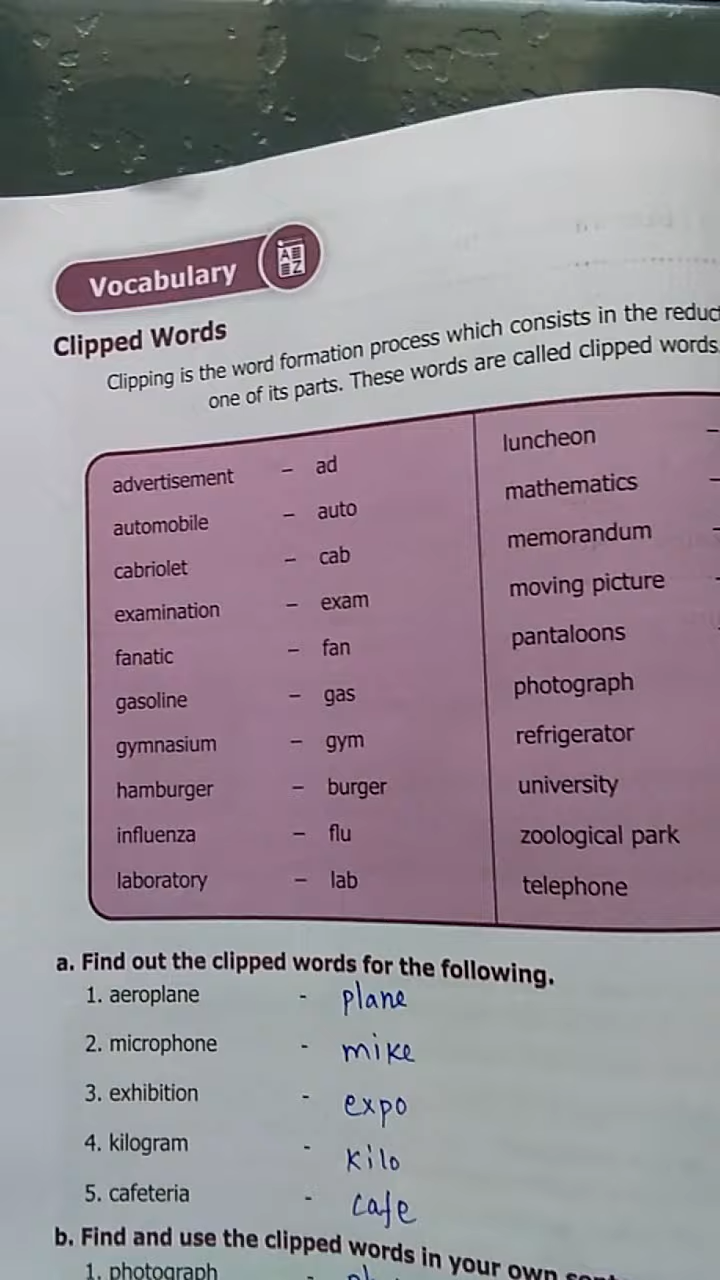 Vocabulary
Clipped Words
Clipping is the word formation process which consists in the
one of its parts. These words are called clipped words
advertisement – ad
automobile – auto
cabriolet – cab
examination – exam
fanatic – fan
gasoline – gas
gymnasium – gym
hamburger – burger
influenza – flu
laboratory – lab
luncheon –
mathematics –
memorandum –
moving picture –
pantaloons
photograph
refrigerator
university
zoological park
telephone
a. Find out the clipped words for the following.
1. aeroplane - plane
2. microphone - mike
3. exhibition - expo
4. kilogram - kilo
5. cafeteria - cafe
b. Find and use the clipped words in your own
1. photograph -